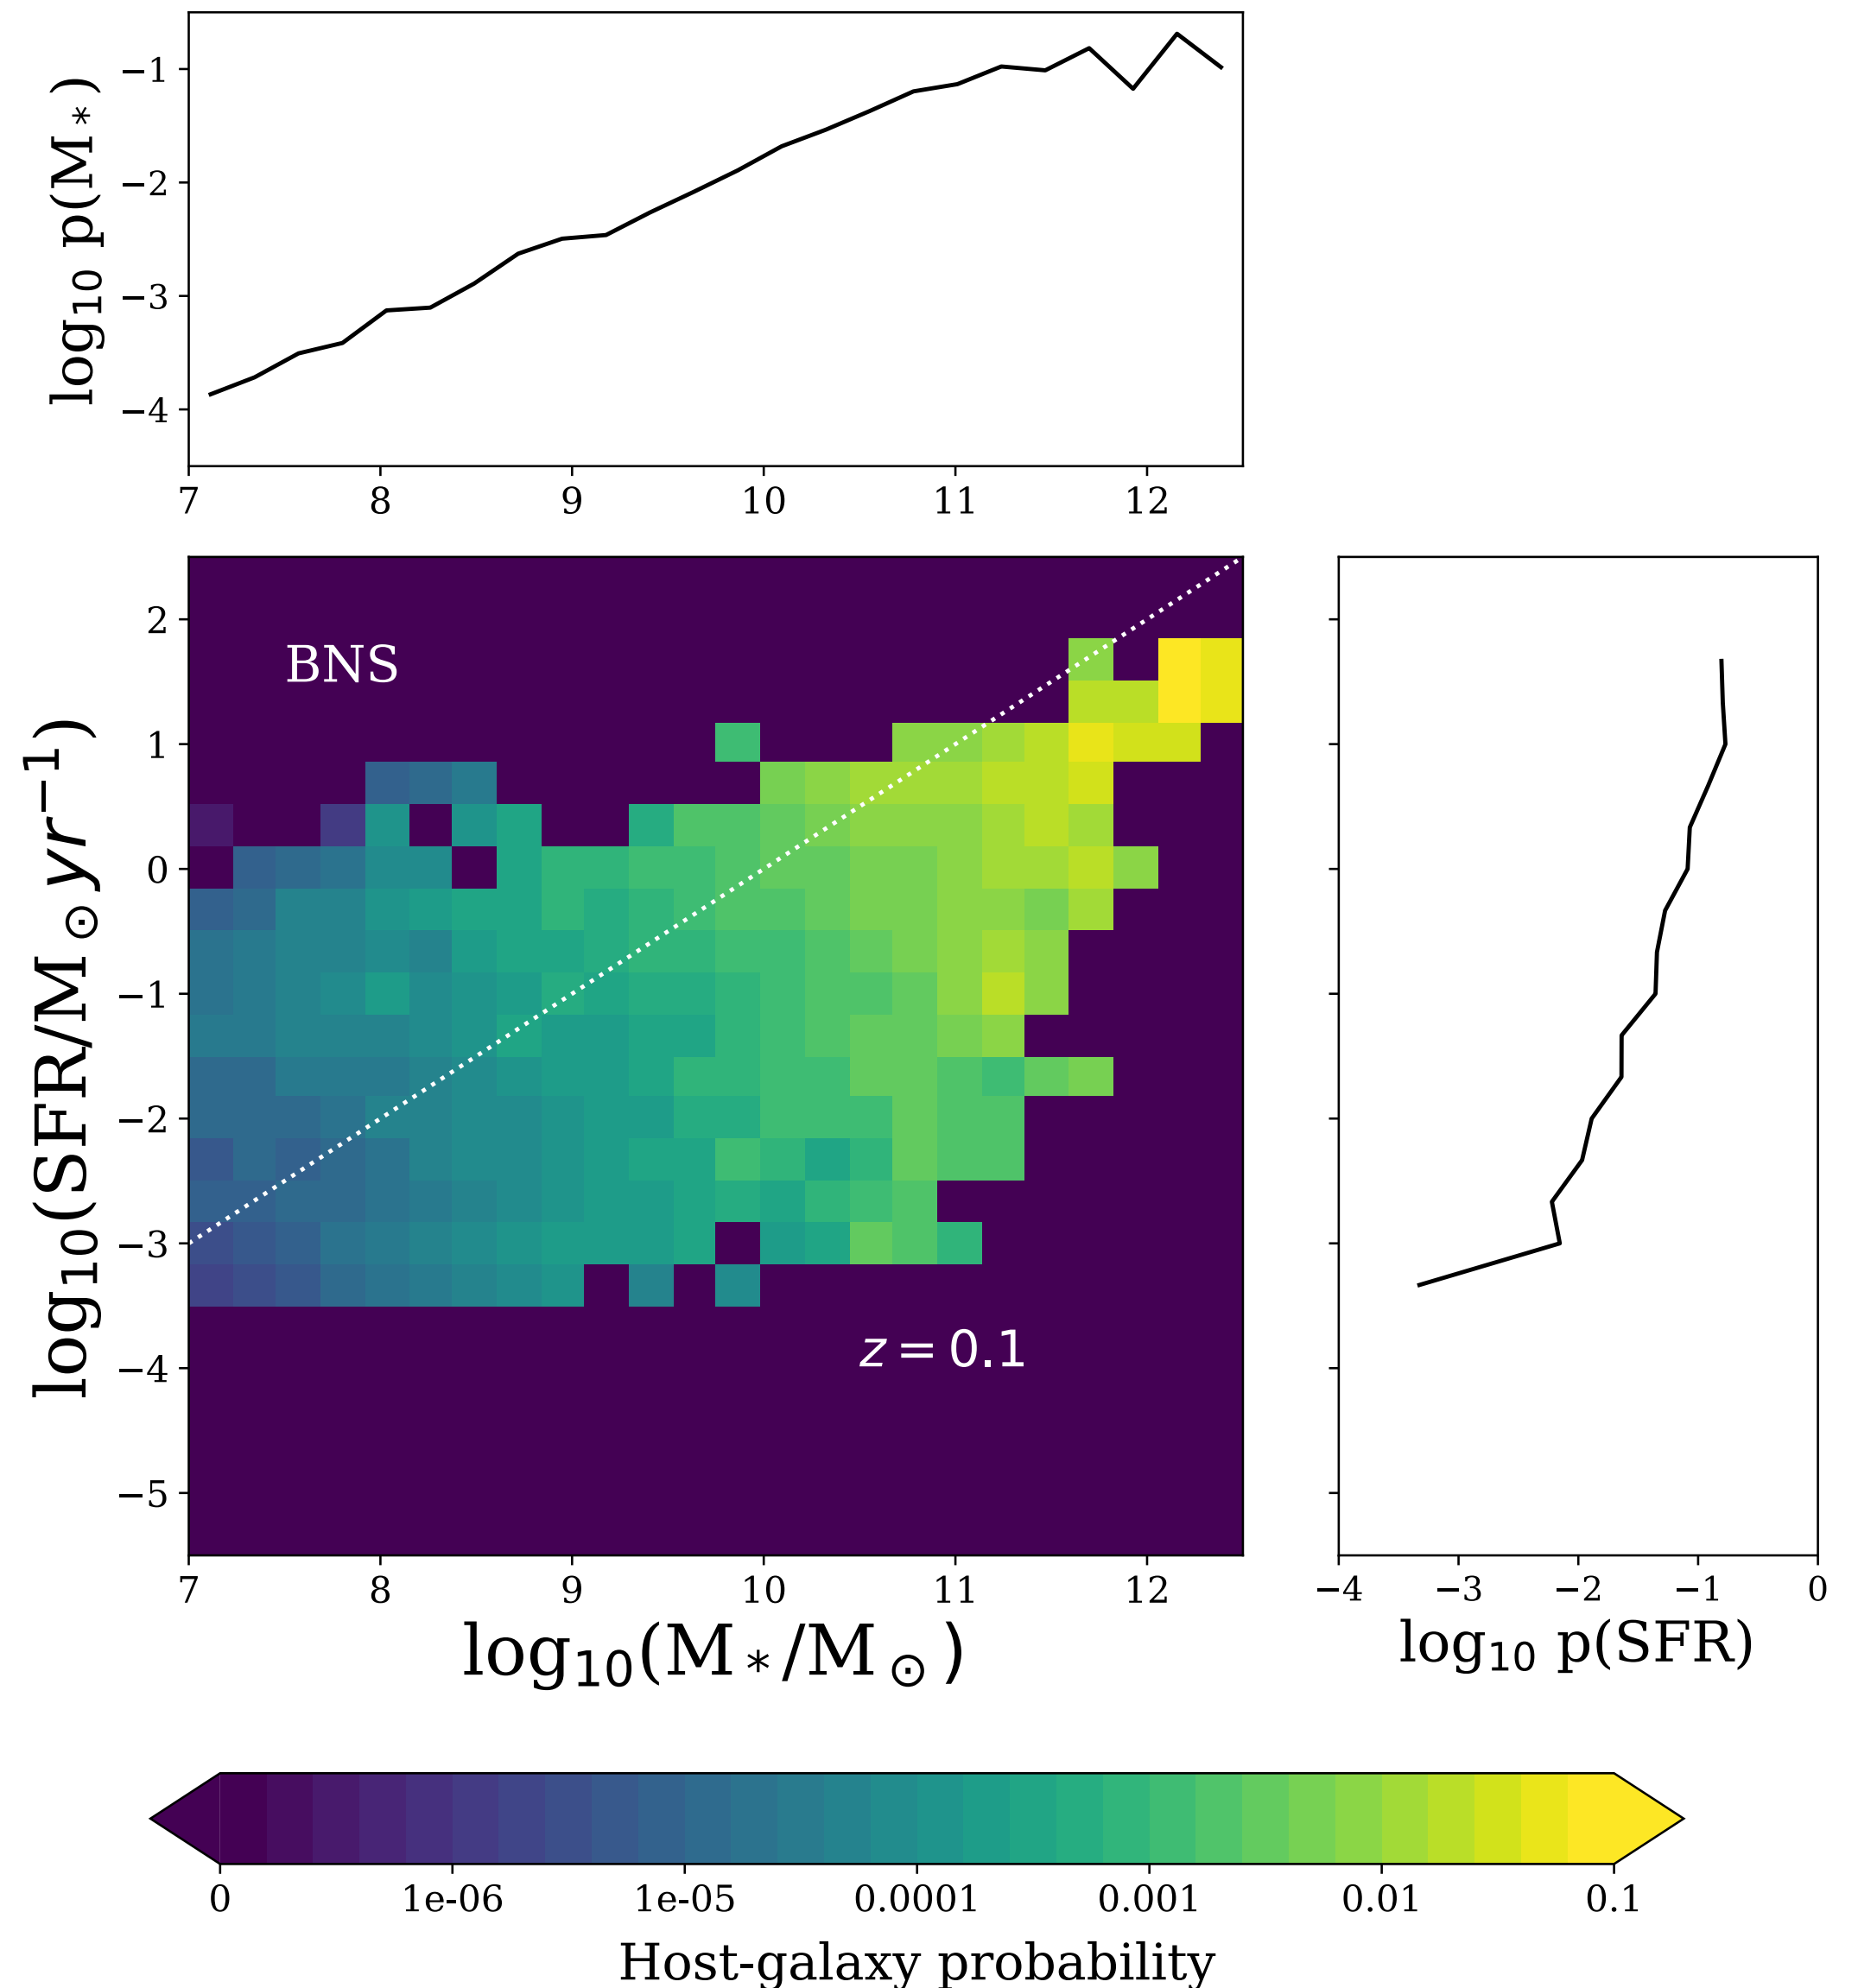 log₁₀ p(M*)
−1
−2
−3
−4
7 8 9 10 11 12
log₁₀(SFR/M⊙yr⁻¹)
2
1
0
−1
−2
−3
−4
−5
BNS
z = 0.1
7 8 9 10 11 12
log₁₀(M*/M⊙)
−4 −3 −2 −1 0
log₁₀ p(SFR)
0 1e-06 1e-05 0.0001 0.001 0.01 0.1
Host-galaxy probability